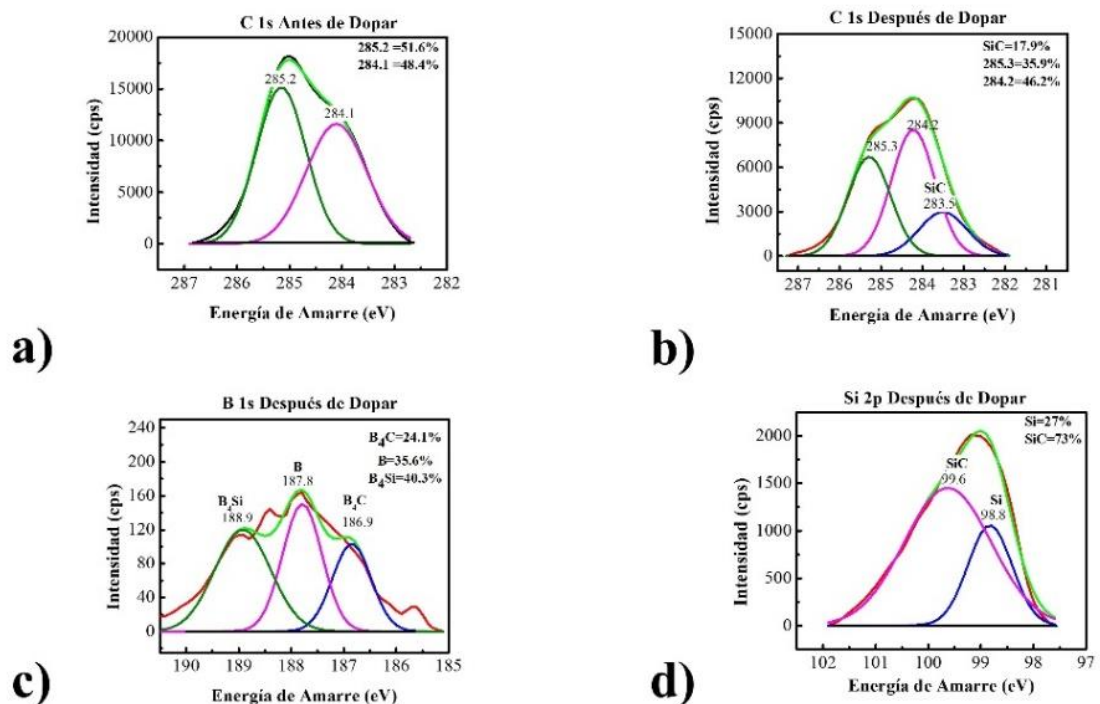 C 1s Antes de Dopar
285.2 =51.6%
284.1 =48.4%
285.2
284.1
20000
15000
10000
5000
0
Intensidad (cps)
287 286 285 284 283 282
Energía de Amarre (eV)
a)
C 1s Después de Dopar
SiC=17.9%
285.3=35.9%
284.2=46.2%
285.3
284.2
SiC
283.5
15000
12000
9000
6000
3000
0
Intensidad (cps)
287 286 285 284 283 282 281
Energía de Amarre (eV)
b)
B 1s Después de Dopar
B4C=24.1%
B=35.6%
B4Si=40.3%
B4Si
188.9
B
187.8
B4C
186.9
240
200
160
120
80
40
0
Intensidad (cps)
190 189 188 187 186 185
Energía de Amarre (eV)
c)
Si 2p Después de Dopar
Si=27%
SiC=73%
SiC
99.6
Si
98.8
2000
1500
1000
500
0
Intensidad (cps)
102 101 100 99 98 97
Energía de Amarre (eV)
d)